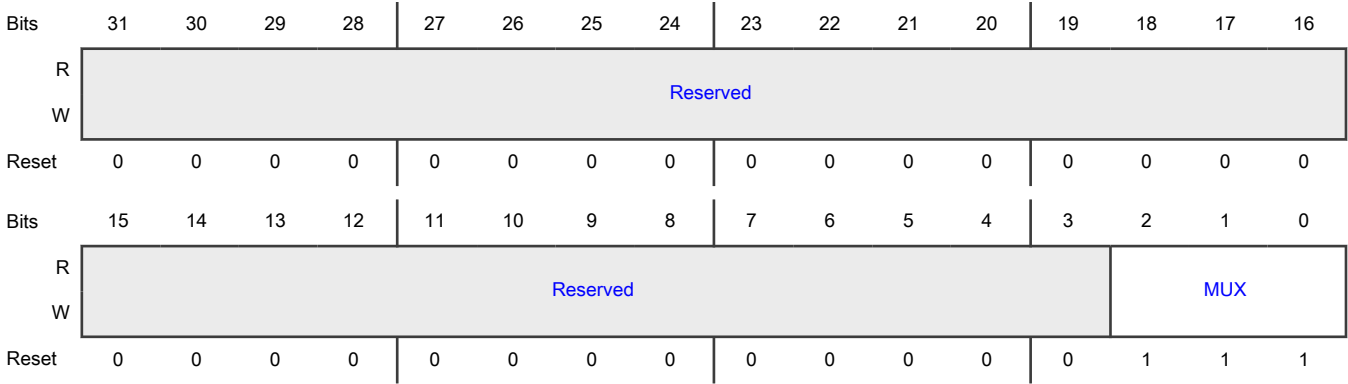 Bits 31 30 29 28 27 26 25 24 23 22 21 20 19 18 17 16
R
Reserved
W
Reset 0 0 0 0 0 0 0 0 0 0 0 0 0 0 0 0
Bits 15 14 13 12 11 10 9 8 7 6 5 4 3 2 1 0
R
Reserved MUX
W
Reset 0 0 0 0 0 0 0 0 0 0 0 0 0 1 1 1